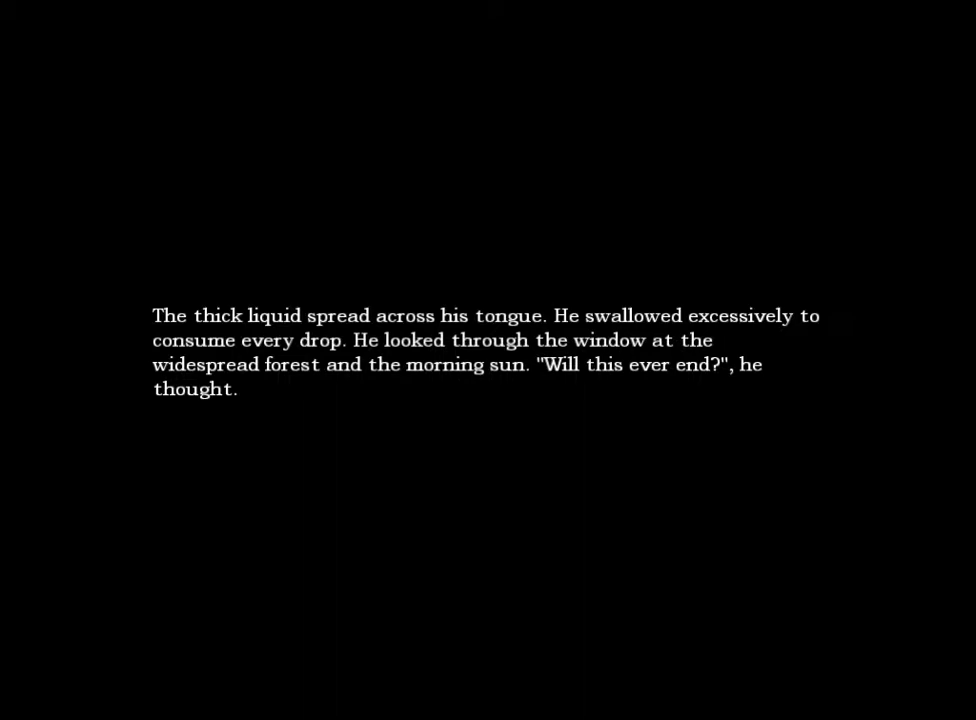 The thick liquid spread across his tongue. He swallowed excessively to
consume every drop. He looked through the window at the
widespread forest and the morning sun. "Will this ever end?", he
thought.